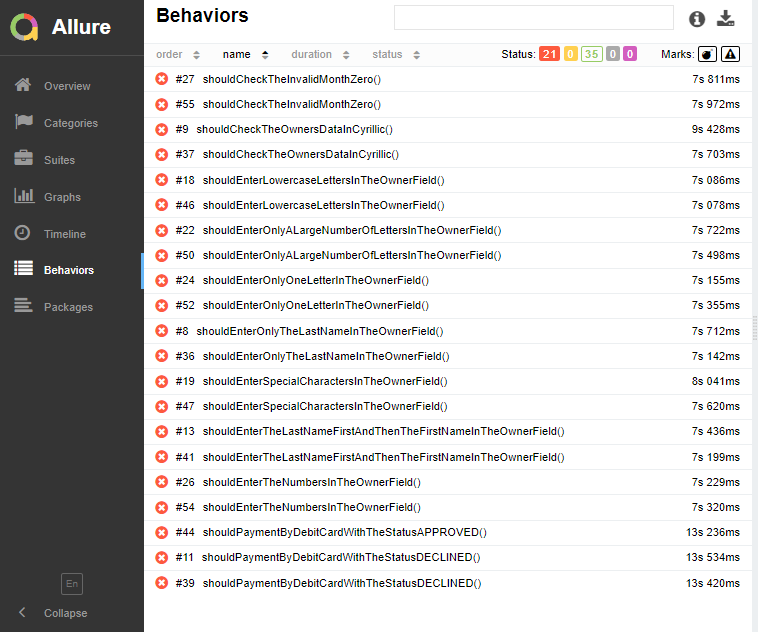 Allure
Overview
Categories
Suites
Graphs
Timeline
Behaviors
Packages
En
Collapse
Behaviors
order name duration status Status: 21 0 35 0 0 Marks:
#27 shouldCheckTheInvalidMonthZero() 7s 811ms
#55 shouldCheckTheInvalidMonthZero() 7s 972ms
#9 shouldCheckTheOwnersDataInCyrillic() 9s 428ms
#37 shouldCheckTheOwnersDataInCyrillic() 7s 703ms
#18 shouldEnterLowercaseLettersInTheOwnerField() 7s 086ms
#46 shouldEnterLowercaseLettersInTheOwnerField() 7s 078ms
#22 shouldEnterOnlyALargeNumberOfLettersInTheOwnerField() 7s 722ms
#50 shouldEnterOnlyALargeNumberOfLettersInTheOwnerField() 7s 498ms
#24 shouldEnterOnlyOneLetterInTheOwnerField() 7s 155ms
#52 shouldEnterOnlyOneLetterInTheOwnerField() 7s 355ms
#8 shouldEnterOnlyTheLastNameInTheOwnerField() 7s 712ms
#36 shouldEnterOnlyTheLastNameInTheOwnerField() 7s 142ms
#19 shouldEnterSpecialCharactersInTheOwnerField() 8s 041ms
#47 shouldEnterSpecialCharactersInTheOwnerField() 7s 620ms
#13 shouldEnterTheLastNameFirstAndThenTheFirstNameInTheOwnerField() 7s 436ms
#41 shouldEnterTheLastNameFirstAndThenTheFirstNameInTheOwnerField() 7s 199ms
#26 shouldEnterTheNumbersInTheOwnerField() 7s 229ms
#54 shouldEnterTheNumbersInTheOwnerField() 7s 320ms
#44 shouldPaymentByDebitCardWithTheStatusAPPROVED() 13s 236ms
#11 shouldPaymentByDebitCardWithTheStatusDECLINED() 13s 534ms
#39 shouldPaymentByDebitCardWithTheStatusDECLINED() 13s 420ms